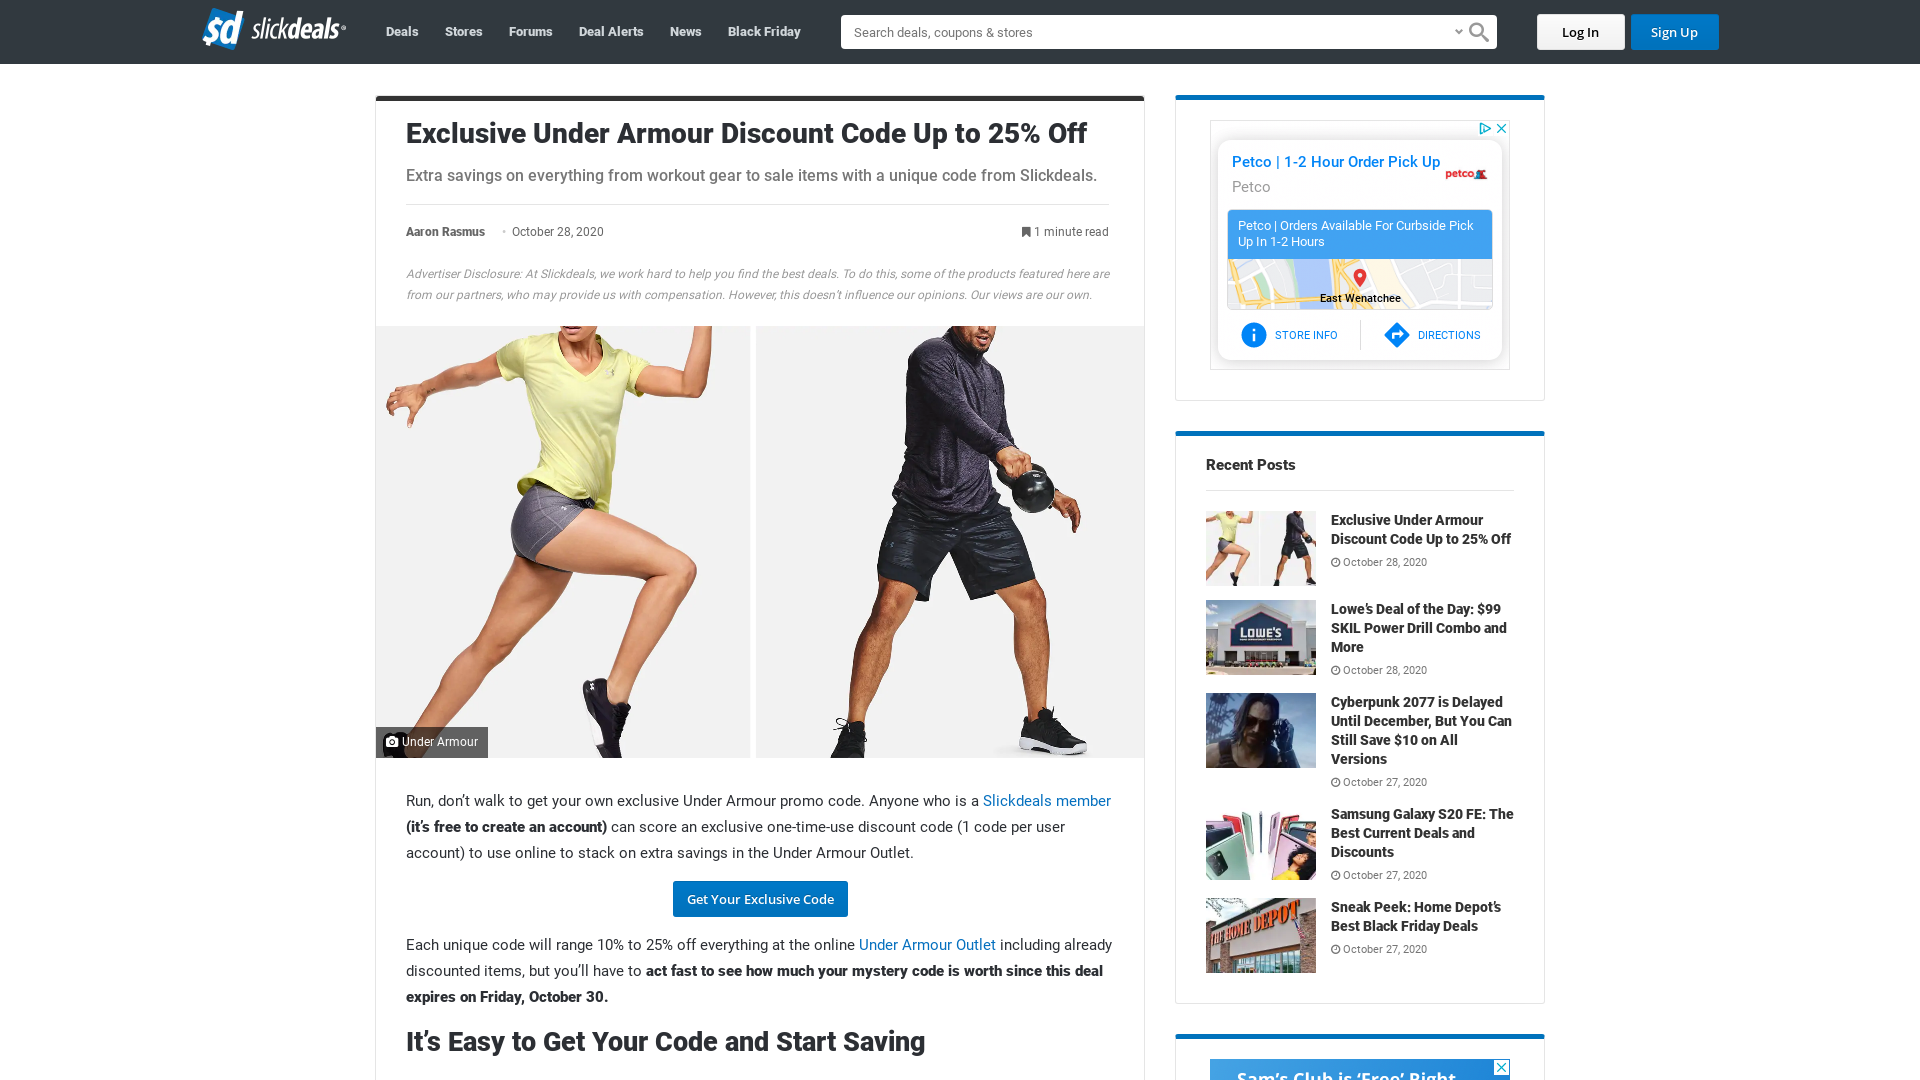 sd slickdeals
Deals
Stores
Forums
Deal Alerts
News
Black Friday
Search deals, coupons & stores
Log In
Sign Up
Exclusive Under Armour Discount Code Up to 25% Off
Extra savings on everything from workout gear to sale items with a unique code from Slickdeals.
Aaron Rasmus • October 28, 2020
1 minute read
Advertiser Disclosure: At Slickdeals, we work hard to help you find the best deals. To do this, some of the products featured here are
from our partners, who may provide us with compensation. However, this doesn’t influence our opinions. Our views are our own.
Under Armour
Run, don’t walk to get your own exclusive Under Armour promo code. Anyone who is a Slickdeals member
(it’s free to create an account) can score an exclusive one-time-use discount code (1 code per user
account) to use online to stack on extra savings in the Under Armour Outlet.
Get Your Exclusive Code
Each unique code will range 10% to 25% off everything at the online Under Armour Outlet including already
discounted items, but you’ll have to act fast to see how much your mystery code is worth since this deal
expires on Friday, October 30.
It’s Easy to Get Your Code and Start Saving
Petco | 1-2 Hour Order Pick Up
petco
Petco
Petco | Orders Available For Curbside Pick
Up In 1-2 Hours
East Wenatchee
STORE INFO
DIRECTIONS
Recent Posts
Exclusive Under Armour
Discount Code Up to 25% Off
October 28, 2020
LOWE'S
Lowe’s Deal of the Day: $99
SKIL Power Drill Combo and
More
October 28, 2020
Cyberpunk 2077 is Delayed
Until December, But You Can
Still Save $10 on All
Versions
October 27, 2020
Samsung Galaxy S20 FE: The
Best Current Deals and
Discounts
October 27, 2020
THE HOME DEPOT
Sneak Peek: Home Depot’s
Best Black Friday Deals
October 27, 2020
Sam’s Club is ‘Free’ Right